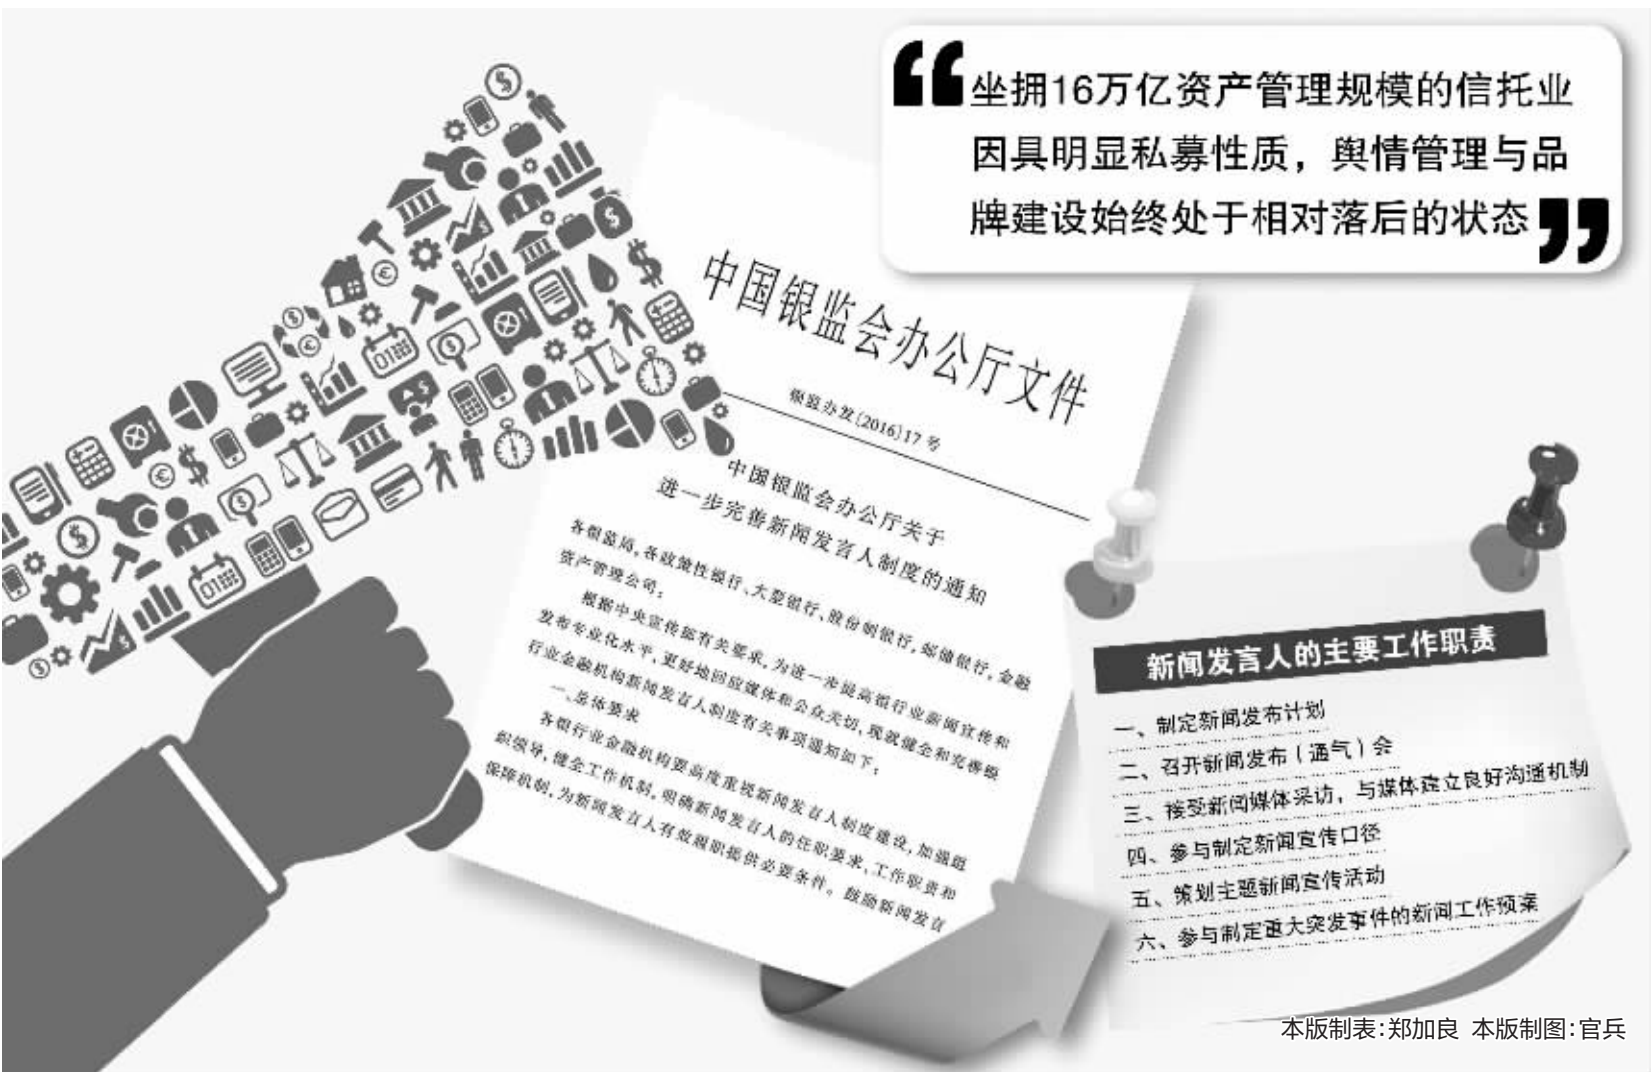 坐拥16万亿资产管理规模的信托业
因具明显私募性质，舆情管理与品
牌建设始终处于相对落后的状态
中国银监会办公厅文件
银监办发〔2016〕17号
中国银监会办公厅关于
进一步完善新闻发言人制度的通知
各银监局，各政策性银行、大型银行、股份制银行，邮储银行，金融
资产管理公司：
根据中央宣传部有关要求，为进一步提高银行业新闻宣传和
发布专业化水平，更好地回应媒体和公众关切，现就健全和完善银
行业金融机构新闻发言人制度有关事项通知如下：
一、总体要求
各银行业金融机构要高度重视新闻发言人制度建设，加强组
织领导，健全工作机制，明确新闻发言人的任职要求、工作职责和
保障机制，为新闻发言人有效履职提供必要条件。鼓励新闻发言
新闻发言人的主要工作职责
一、制定新闻发布计划
二、召开新闻发布（通气）会
三、接受新闻媒体采访，与媒体建立良好沟通机制
四、参与制定新闻宣传口径
五、策划主题新闻宣传活动
六、参与制定重大突发事件的新闻工作预案
本版制表：郑加良 本版制图：官兵